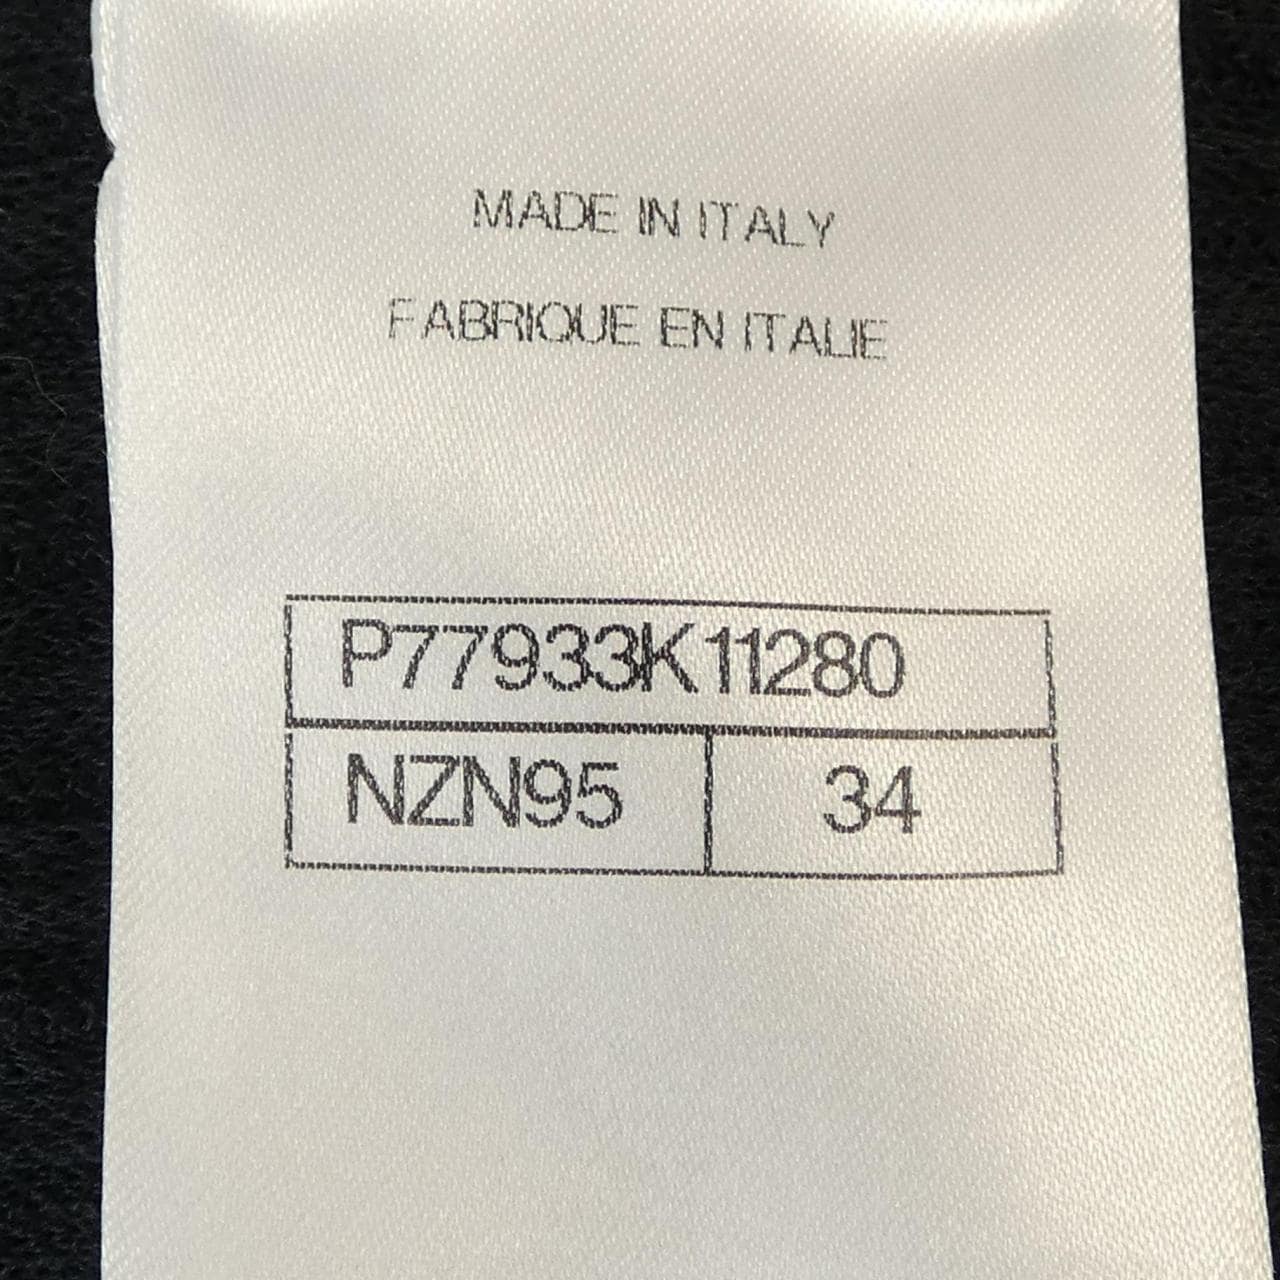 MADE IN ITALY
FABRIQUE EN ITALIE
P77933K11280
NZN95 34